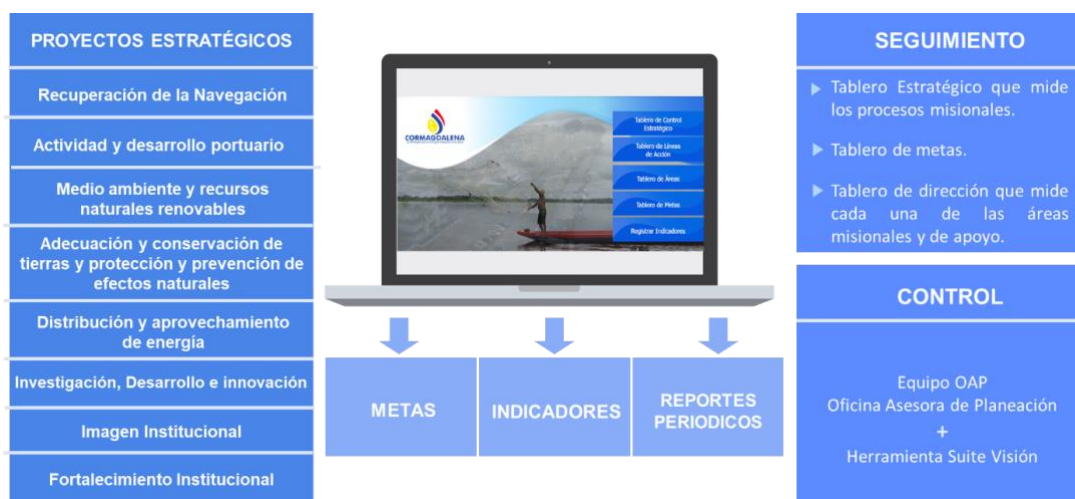 PROYECTOS ESTRATÉGICOS
Recuperación de la Navegación
Actividad y desarrollo portuario
Medio ambiente y recursos
naturales renovables
Adecuación y conservación de
tierras y protección y prevención de
efectos naturales
Distribución y aprovechamiento
de energía
Investigación, Desarrollo e innovación
Imagen Institucional
Fortalecimiento Institucional
CORMAGDALENA
Tablero de Control
Estratégico
Tablero de Líneas
de Acción
Tablero de Áreas
Tablero de Metas
Registrar Indicadores
METAS
INDICADORES
REPORTES
PERIODICOS
SEGUIMIENTO
Tablero Estratégico que mide
los procesos misionales.
Tablero de metas.
Tablero de dirección que mide
cada una de las áreas
misionales y de apoyo.
CONTROL
Equipo OAP
Oficina Asesora de Planeación
+
Herramienta Suite Visión